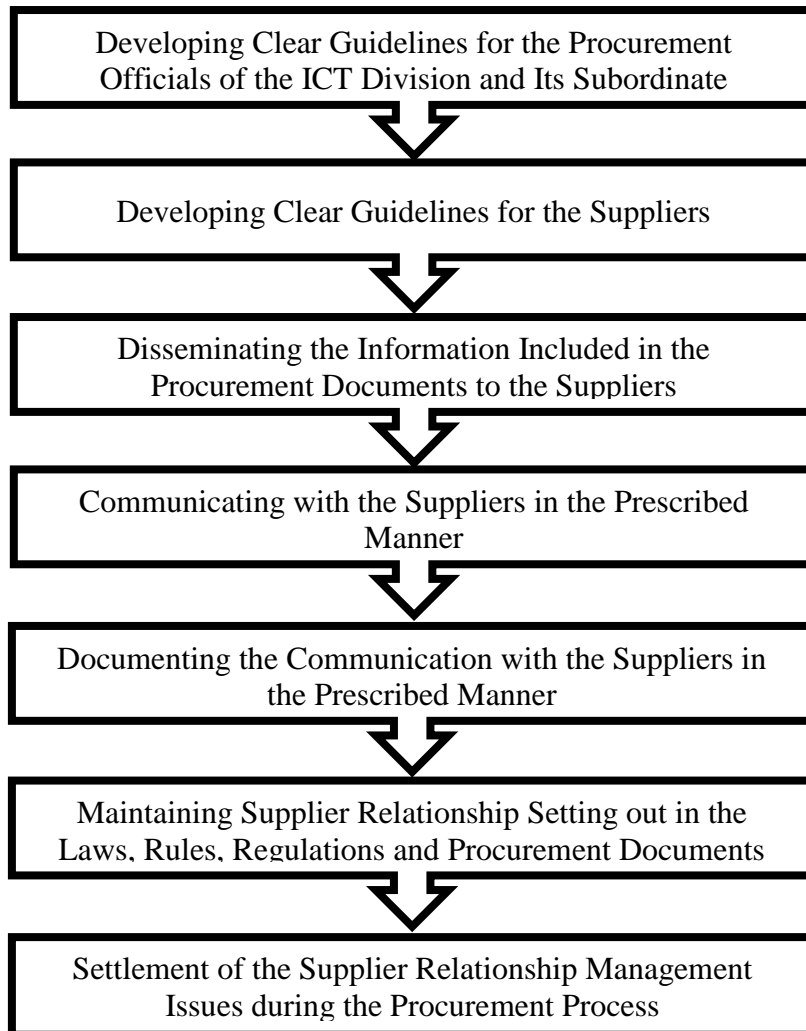 Developing Clear Guidelines for the Procurement
Officials of the ICT Division and Its Subordinate
Developing Clear Guidelines for the Suppliers
Disseminating the Information Included in the
Procurement Documents to the Suppliers
Communicating with the Suppliers in the Prescribed
Manner
Documenting the Communication with the Suppliers in
the Prescribed Manner
Maintaining Supplier Relationship Setting out in the
Laws, Rules, Regulations and Procurement Documents
Settlement of the Supplier Relationship Management
Issues during the Procurement Process